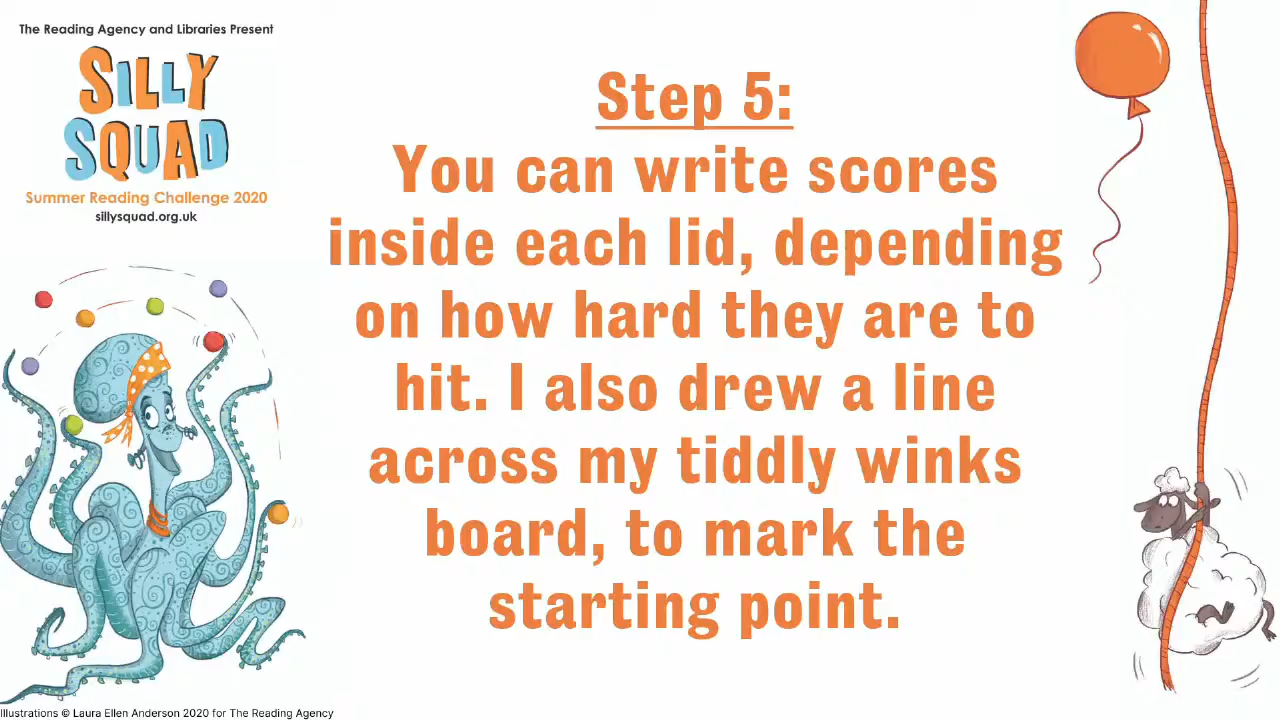 The Reading Agency and Libraries Present
SILLY
SQUAD
Summer Reading Challenge 2020
sillysquad.org.uk
Step 5:
You can write scores
inside each lid, depending
on how hard they are to
hit. I also drew a line
across my tiddly winks
board, to mark the
starting point.
Illustrations © Laura Ellen Anderson 2020 for The Reading Agency